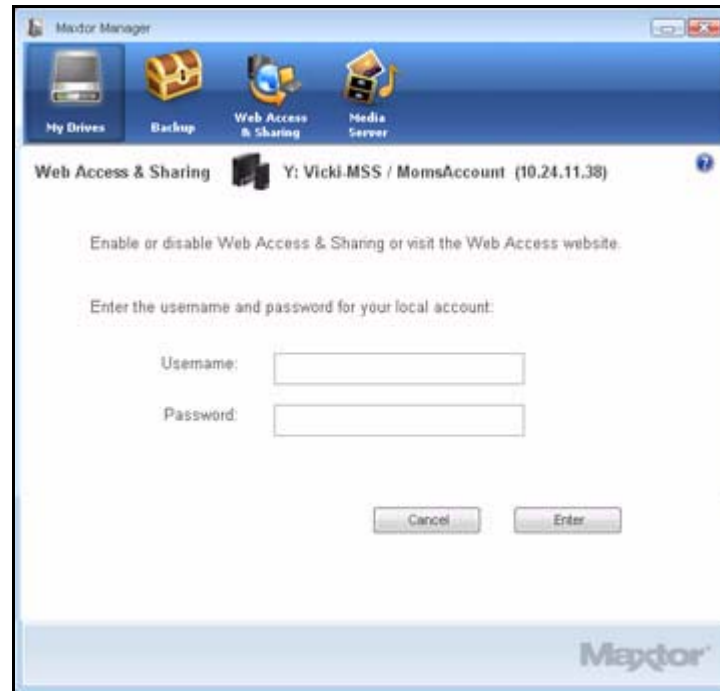 Maxtor Manager
My Drives
Backup
Web Access
& Sharing
Media
Server
Web Access & Sharing
Y: Vicki-MSS / MomsAccount (10.24.11.38)
?
Enable or disable Web Access & Sharing or visit the Web Access website.
Enter the username and password for your local account:
Username:
Password:
Cancel
Enter
Maxtor